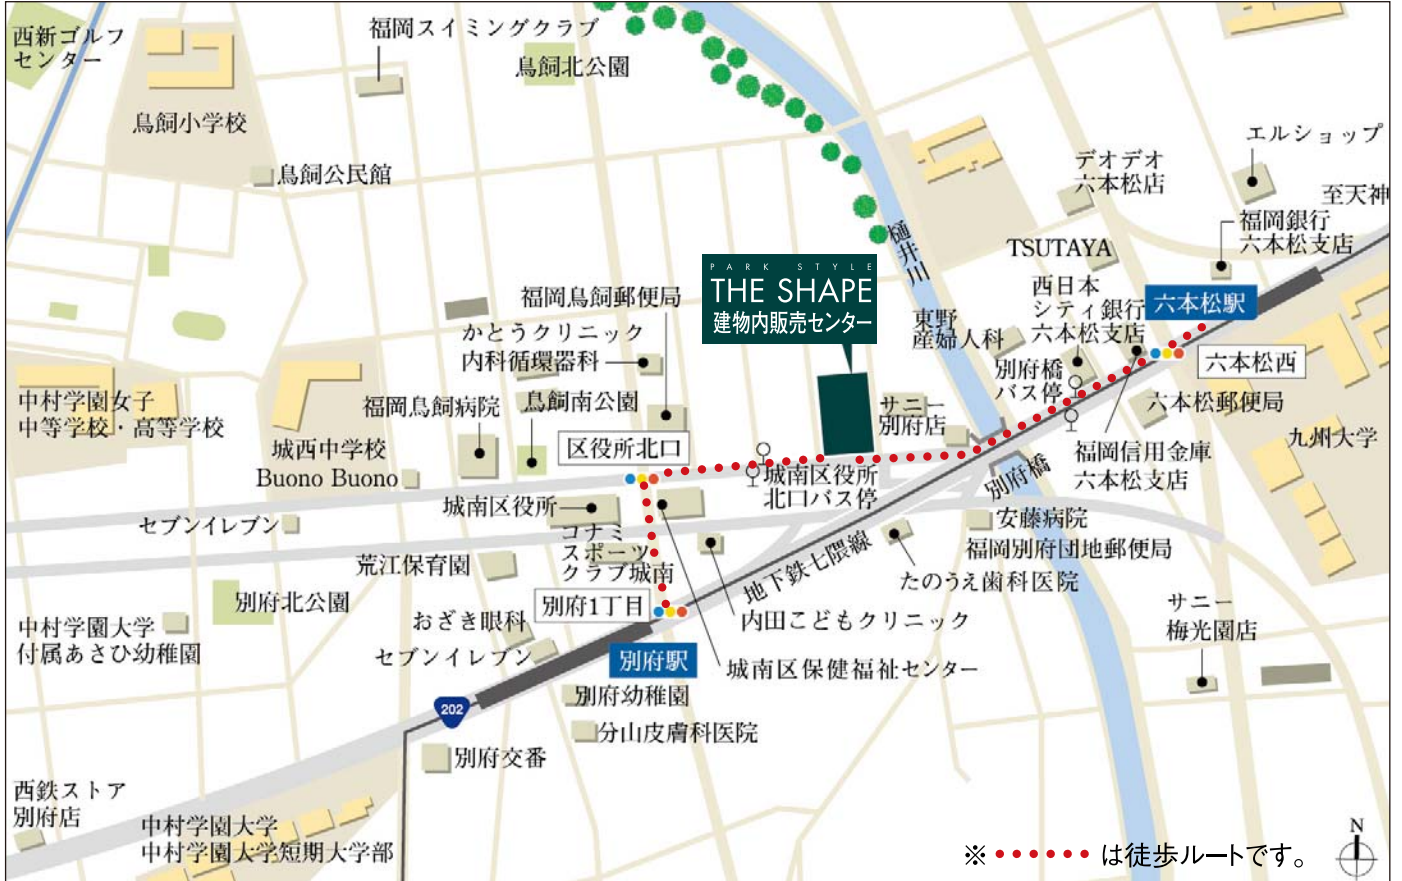 西新ゴルフ
センター
福岡スイミングクラブ
鳥飼北公園
鳥飼小学校
鳥飼公民館
エルショップ
デオデオ
六本松店
至天神
福岡銀行
六本松支店
樋井川
TSUTAYA
PARK STYLE
THE SHAPE
建物内販売センター
西日本
シティ銀行
六本松支店
六本松駅
福岡鳥飼郵便局
かとうクリニック
内科循環器科
東野
産婦人科
別府橋
バス停
六本松西
中村学園女子
中等学校・高等学校
福岡鳥飼病院
鳥飼南公園
サニー
別府店
六本松郵便局
城西中学校
区役所北口
九州大学
福岡信用金庫
六本松支店
Buono Buono
城南区役所
北口バス停
別府橋
城南区役所
セブンイレブン
コナミ
スポーツ
クラブ城南
安藤病院
福岡別府団地郵便局
荒江保育園
地下鉄七隈線
たのうえ歯科医院
別府北公園
別府1丁目
おざき眼科
内田こどもクリニック
サニー
梅光園店
中村学園大学
付属あさひ幼稚園
セブンイレブン
別府駅
城南区保健福祉センター
別府幼稚園
202
分山皮膚科医院
別府交番
西鉄ストア
別府店
中村学園大学
中村学園大学短期大学部
N
※・・・・・・は徒歩ルートです。